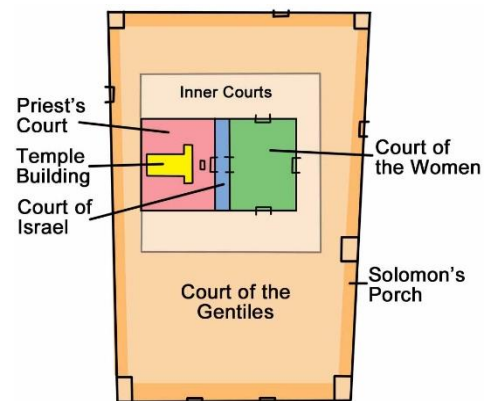 Inner Courts
Priest's
Court
Temple
Building
Court of
Israel
Court of
the Women
Solomon's
Porch
Court of the
Gentiles